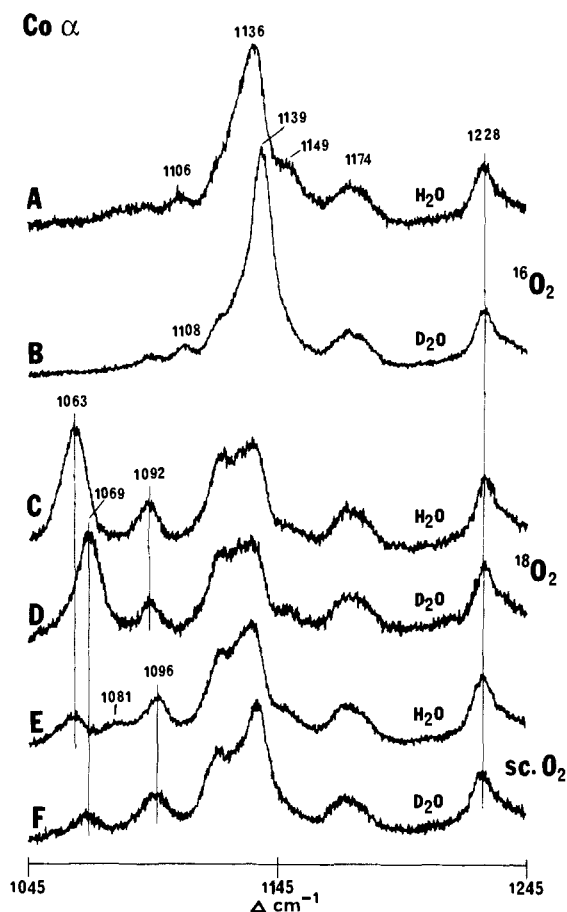 Co α
1136
1139
1149
1106
1174
1228
A
H₂O
¹⁶O₂
B
1108
D₂O
1063
1069
1092
C
H₂O
¹⁸O₂
D
D₂O
1081
1096
E
H₂O
sc. O₂
F
D₂O
1045
1145
1245
Δ cm⁻¹